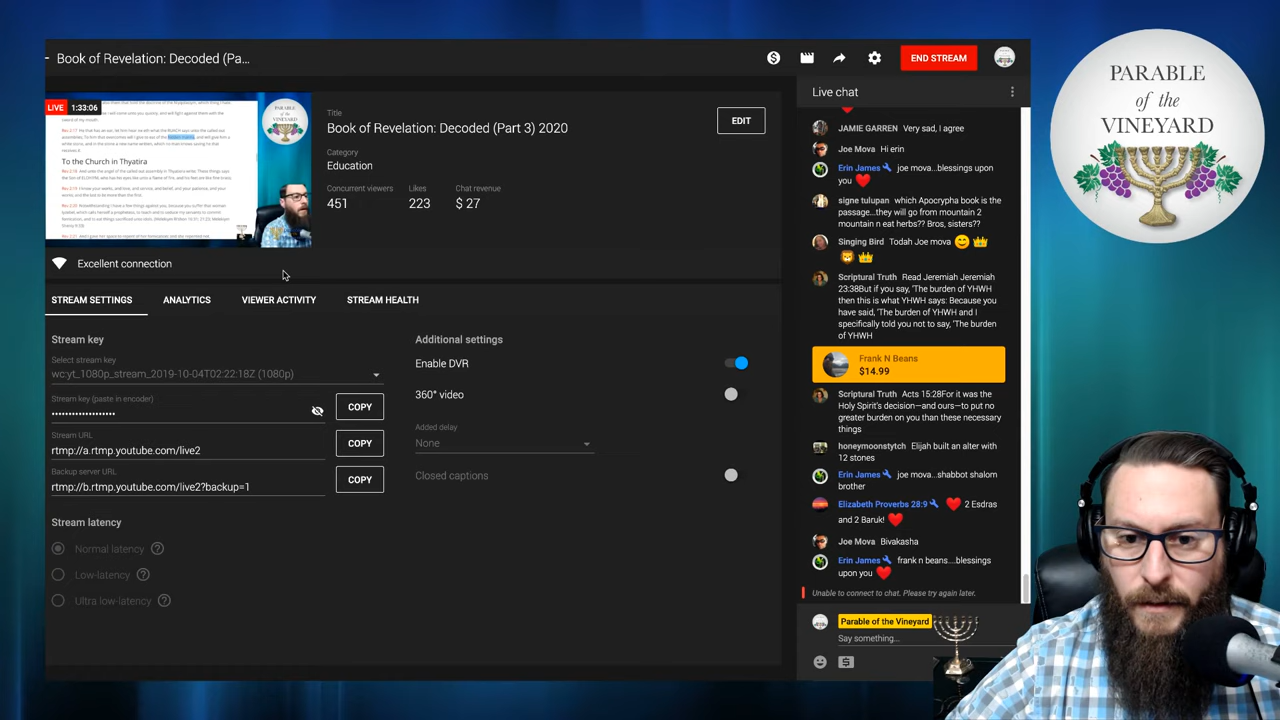 Book of Revelation: Decoded (Pa...
END STREAM
LIVE
1:33:06
PARABLE
of the
VINEYARD
To the Church in Thyatira
Title
Book of Revelation: Decoded (Part 3) 2020
EDIT
Category
Education
Concurrent viewers
Likes
Chat revenue
451
223
$ 27
Excellent connection
STREAM SETTINGS
ANALYTICS
VIEWER ACTIVITY
STREAM HEALTH
Stream key
Select stream key
wc:yt_1080p_stream_2019-10-04T02:22:18Z (1080p)
Stream key (paste in encoder)
COPY
Stream URL
rtmp://a.rtmp.youtube.com/live2
COPY
Backup server URL
rtmp://b.rtmp.youtube.com/live2?backup=1
COPY
Stream latency
Normal latency
Low-latency
Ultra low-latency
Additional settings
Enable DVR
360° video
Added delay
None
Closed captions
Live chat
JAMIE GARREN Very sad, I agree
Joe Mova Hi erin
Erin James joe mova...blessings upon
you
signe tulupan which Apocrypha book is the
passage...they will go from mountain 2
mountain n eat herbs?? Bros, sisters??
Singing Bird Todah Joe mova
Scriptural Truth Read Jeremiah Jeremiah
23:38But if you say, 'The burden of YHWH
then this is what YHWH says: Because you
have said, 'The burden of YHWH and I
specifically told you not to say, 'The burden
of YHWH
Frank N Beans
$14.99
Scriptural Truth Acts 15:28For it was the
Holy Spirit's decision—and ours—to put no
greater burden on you than these necessary
things
honeymoonstytch Elijah built an alter with
12 stones
Erin James joe mova...shabbot shalom
brother
Elizabeth Proverbs 28:9 2 Esdras
and 2 Baruk!
Joe Mova Bivakasha
Erin James frank n beans....blessings
upon you
Unable to connect to chat. Please try again later.
Parable of the Vineyard
Say something...
PARABLE
of the
VINEYARD